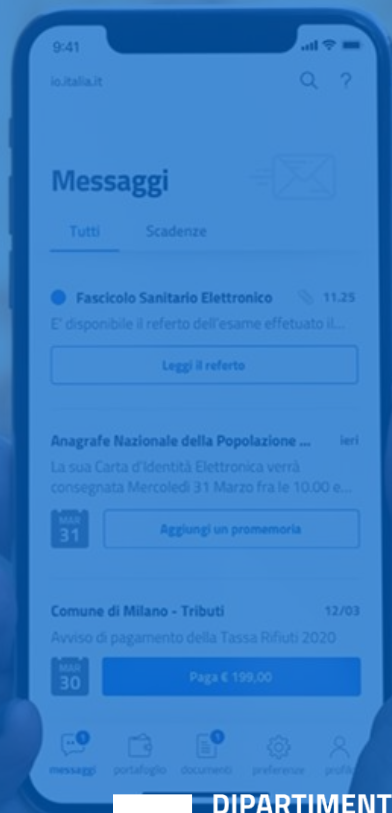 9:41
io.italia.it
?
Messaggi
Tutti Scadenze
Fascicolo Sanitario Elettronico 11.25
E' disponibile il referto dell'esame effetuato il...
Leggi il referto
Anagrafe Nazionale della Popolazione ... ieri
La sua Carta d'Identità Elettronica verrà
consegnata Mercoledì 31 Marzo fra le 10.00 e...
MAR
31
Aggiungi un promemoria
Comune di Milano - Tributi 12/03
Avviso di pagamento della Tassa Rifiuti 2020
MAR
30
Paga € 199,00
1 1
messaggi portafoglio documenti preferenze profilo
DIPARTIMENT